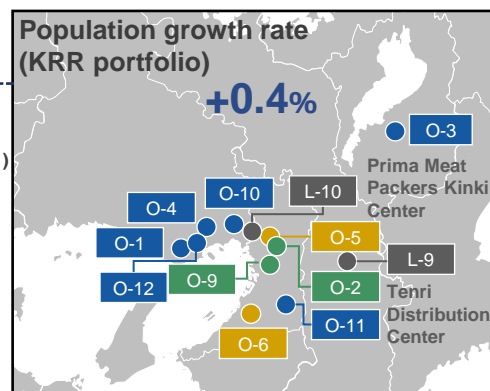 Population growth rate
(KRR portfolio)
+0.4%
)
O-3
Prima Meat
Packers Kinki
Center
O-10
L-10
O-4
O-5
O-1
L-9
O-12
O-9
O-2
Tenri
Distribution
Center
O-11
O-6